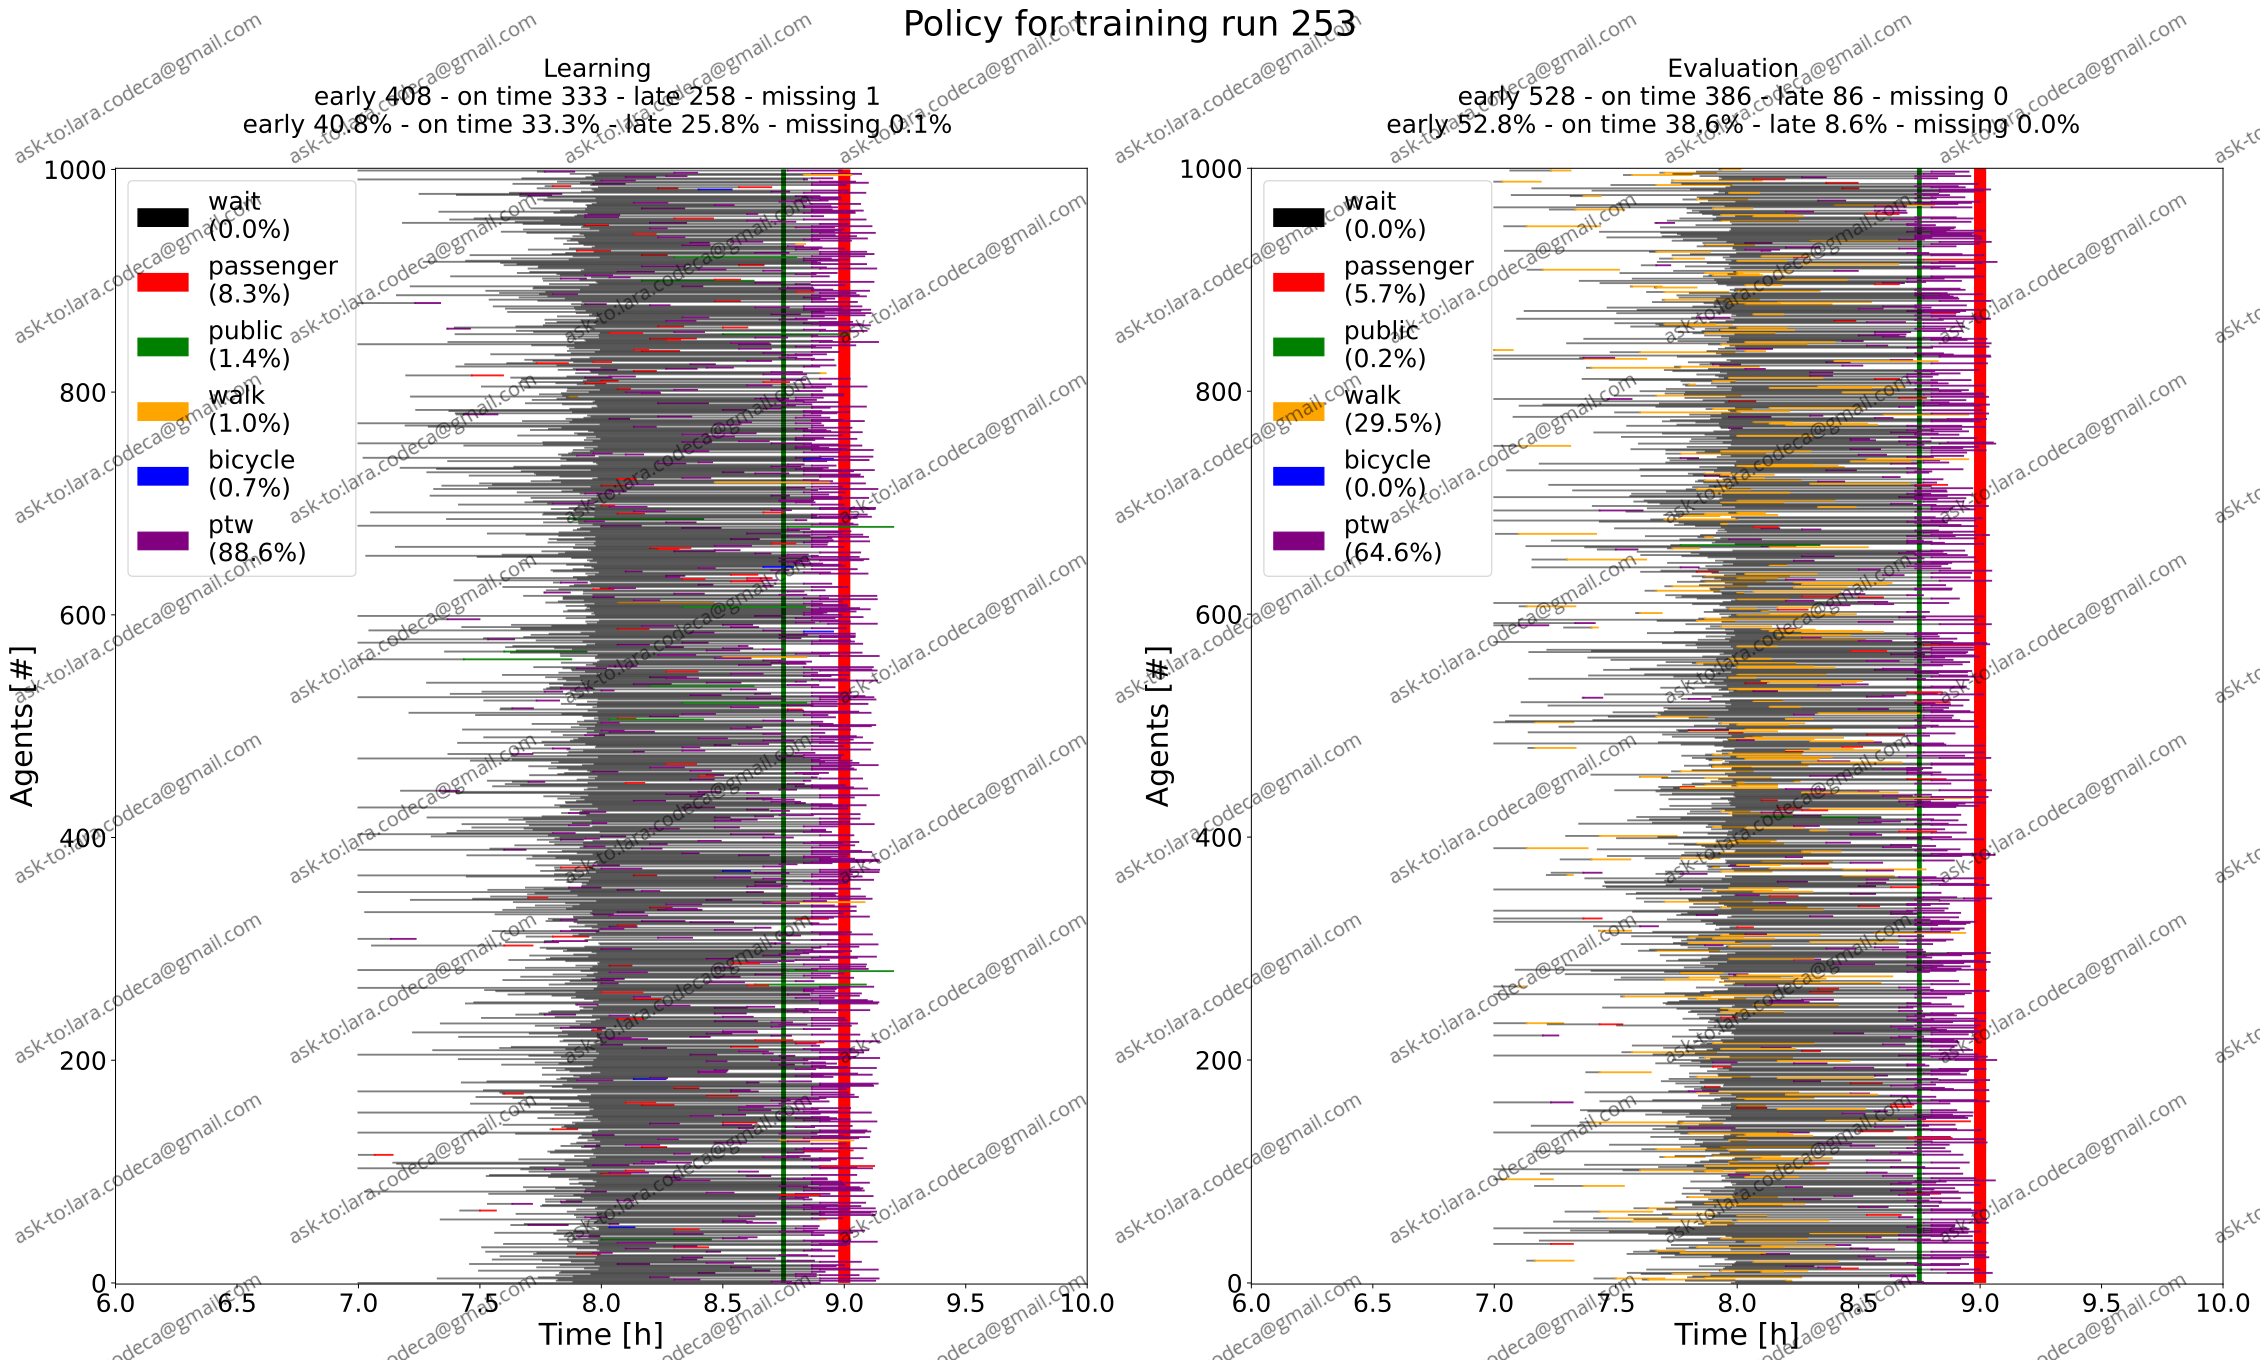 Policy for training run 253
Learning
early 408 - on time 333 - late 258 - missing 1
early 40.8% - on time 33.3% - late 25.8% - missing 0.1%
1000
800
600
400
200
0
Agents [#]
wait
(0.0%)
passenger
(8.3%)
public
(1.4%)
walk
(1.0%)
bicycle
(0.7%)
ptw
(88.6%)
6.0 6.5 7.0 7.5 8.0 8.5 9.0 9.5 10.0
Time [h]
Evaluation
early 528 - on time 386 - late 86 - missing 0
early 52.8% - on time 38.6% - late 8.6% - missing 0.0%
1000
800
600
400
200
0
Agents [#]
wait
(0.0%)
passenger
(5.7%)
public
(0.2%)
walk
(29.5%)
bicycle
(0.0%)
ptw
(64.6%)
6.0 6.5 7.0 7.5 8.0 8.5 9.0 9.5 10.0
Time [h]
ask-to:lara.codeca@gmail.com